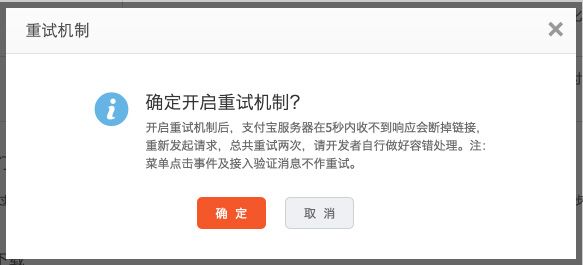 重试机制
确定开启重试机制?
开启重试机制后，支付宝服务器在5秒内收不到响应会断掉链接，
重新发起请求，总共重试两次，请开发者自行做好容错处理。注：
菜单点击事件及接入验证消息不作重试。
确 定
取 消